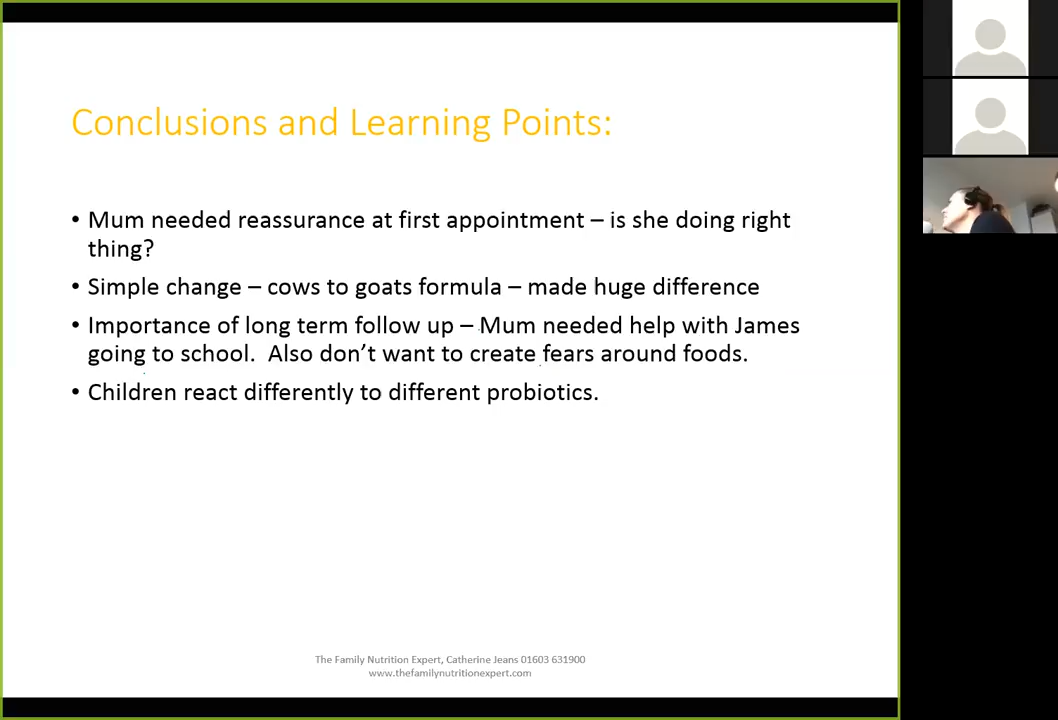 Conclusions and Learning Points:
• Mum needed reassurance at first appointment – is she doing right
thing?
• Simple change – cows to goats formula – made huge difference
• Importance of long term follow up – Mum needed help with James
going to school.  Also don’t want to create fears around foods.
• Children react differently to different probiotics.
The Family Nutrition Expert, Catherine Jeans 01603 631900
www.thefamilynutritionexpert.com